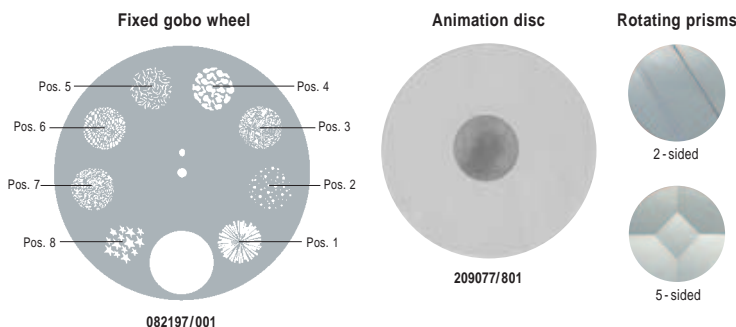 Fixed gobo wheel
Animation disc
Rotating prisms
Pos. 5
Pos. 4
Pos. 6
Pos. 3
Pos. 7
Pos. 2
Pos. 8
Pos. 1
082197/001
209077/801
2-sided
5-sided